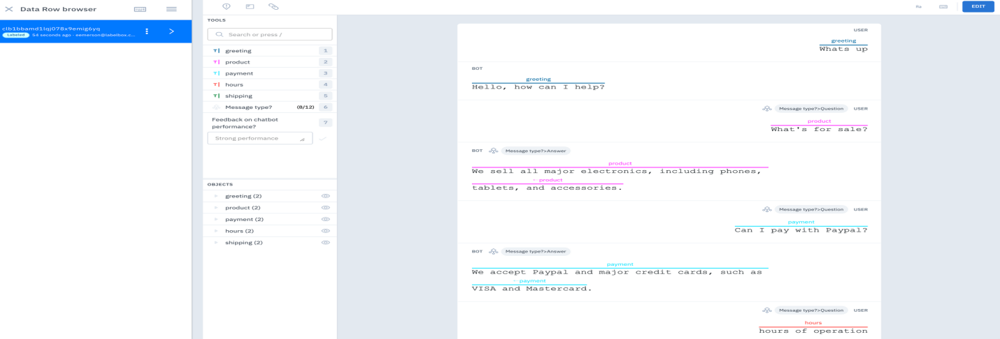 Data Row browser
clb1bbamd1lqj078x9emig6yq
Labeled 54 seconds ago - eemerson@labelbox.c...
Re
EDIT
TOOLS
Search or press /
T| greeting 1
T| product 2
T| payment 3
T| hours 4
T| shipping 5
Message type? (8/12) 6
Feedback on chatbot
performance? 7
Strong performance
OBJECTS
greeting (2)
product (2)
payment (2)
hours (2)
shipping (2)
USER
greeting
Whats up
BOT
greeting
Hello, how can I help?
Message type?>Question USER
product
What's for sale?
BOT Message type?>Answer
product
We sell all major electronics, including phones,
product
tablets, and accessories.
Message type?>Question USER
payment
Can I pay with Paypal?
BOT Message type?>Answer
payment
We accept Paypal and major credit cards, such as
payment
VISA and Mastercard.
Message type?>Question USER
hours
hours of operation